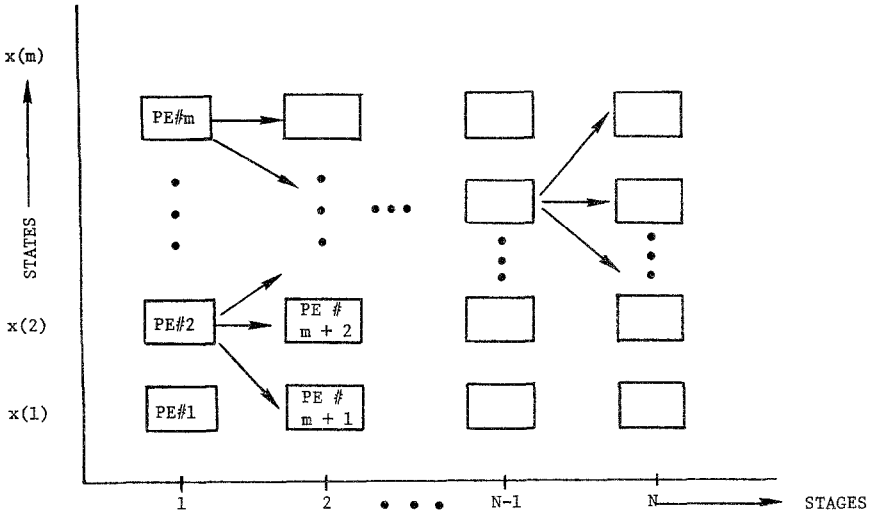 x(m)
PE#m
STATES
x(2)
PE#2
PE #
m + 2
x(1)
PE#1
PE #
m + 1
1
2
N-1
N
STAGES